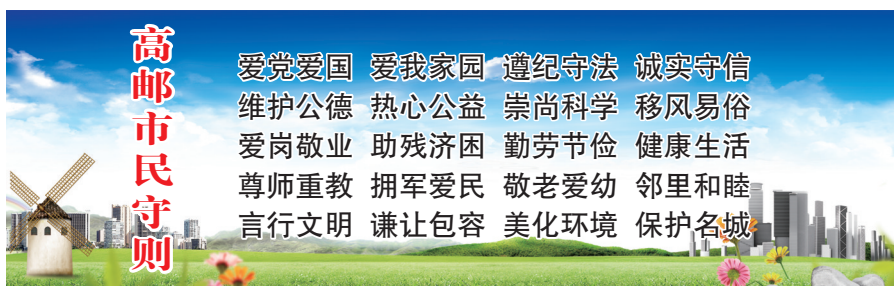 高邮市民守则
爱党爱国 爱我家园 遵纪守法 诚实守信
维护公德 热心公益 崇尚科学 移风易俗
爱岗敬业 助残济困 勤劳节俭 健康生活
尊师重教 拥军爱民 敬老爱幼 邻里和睦
言行文明 谦让包容 美化环境 保护名城